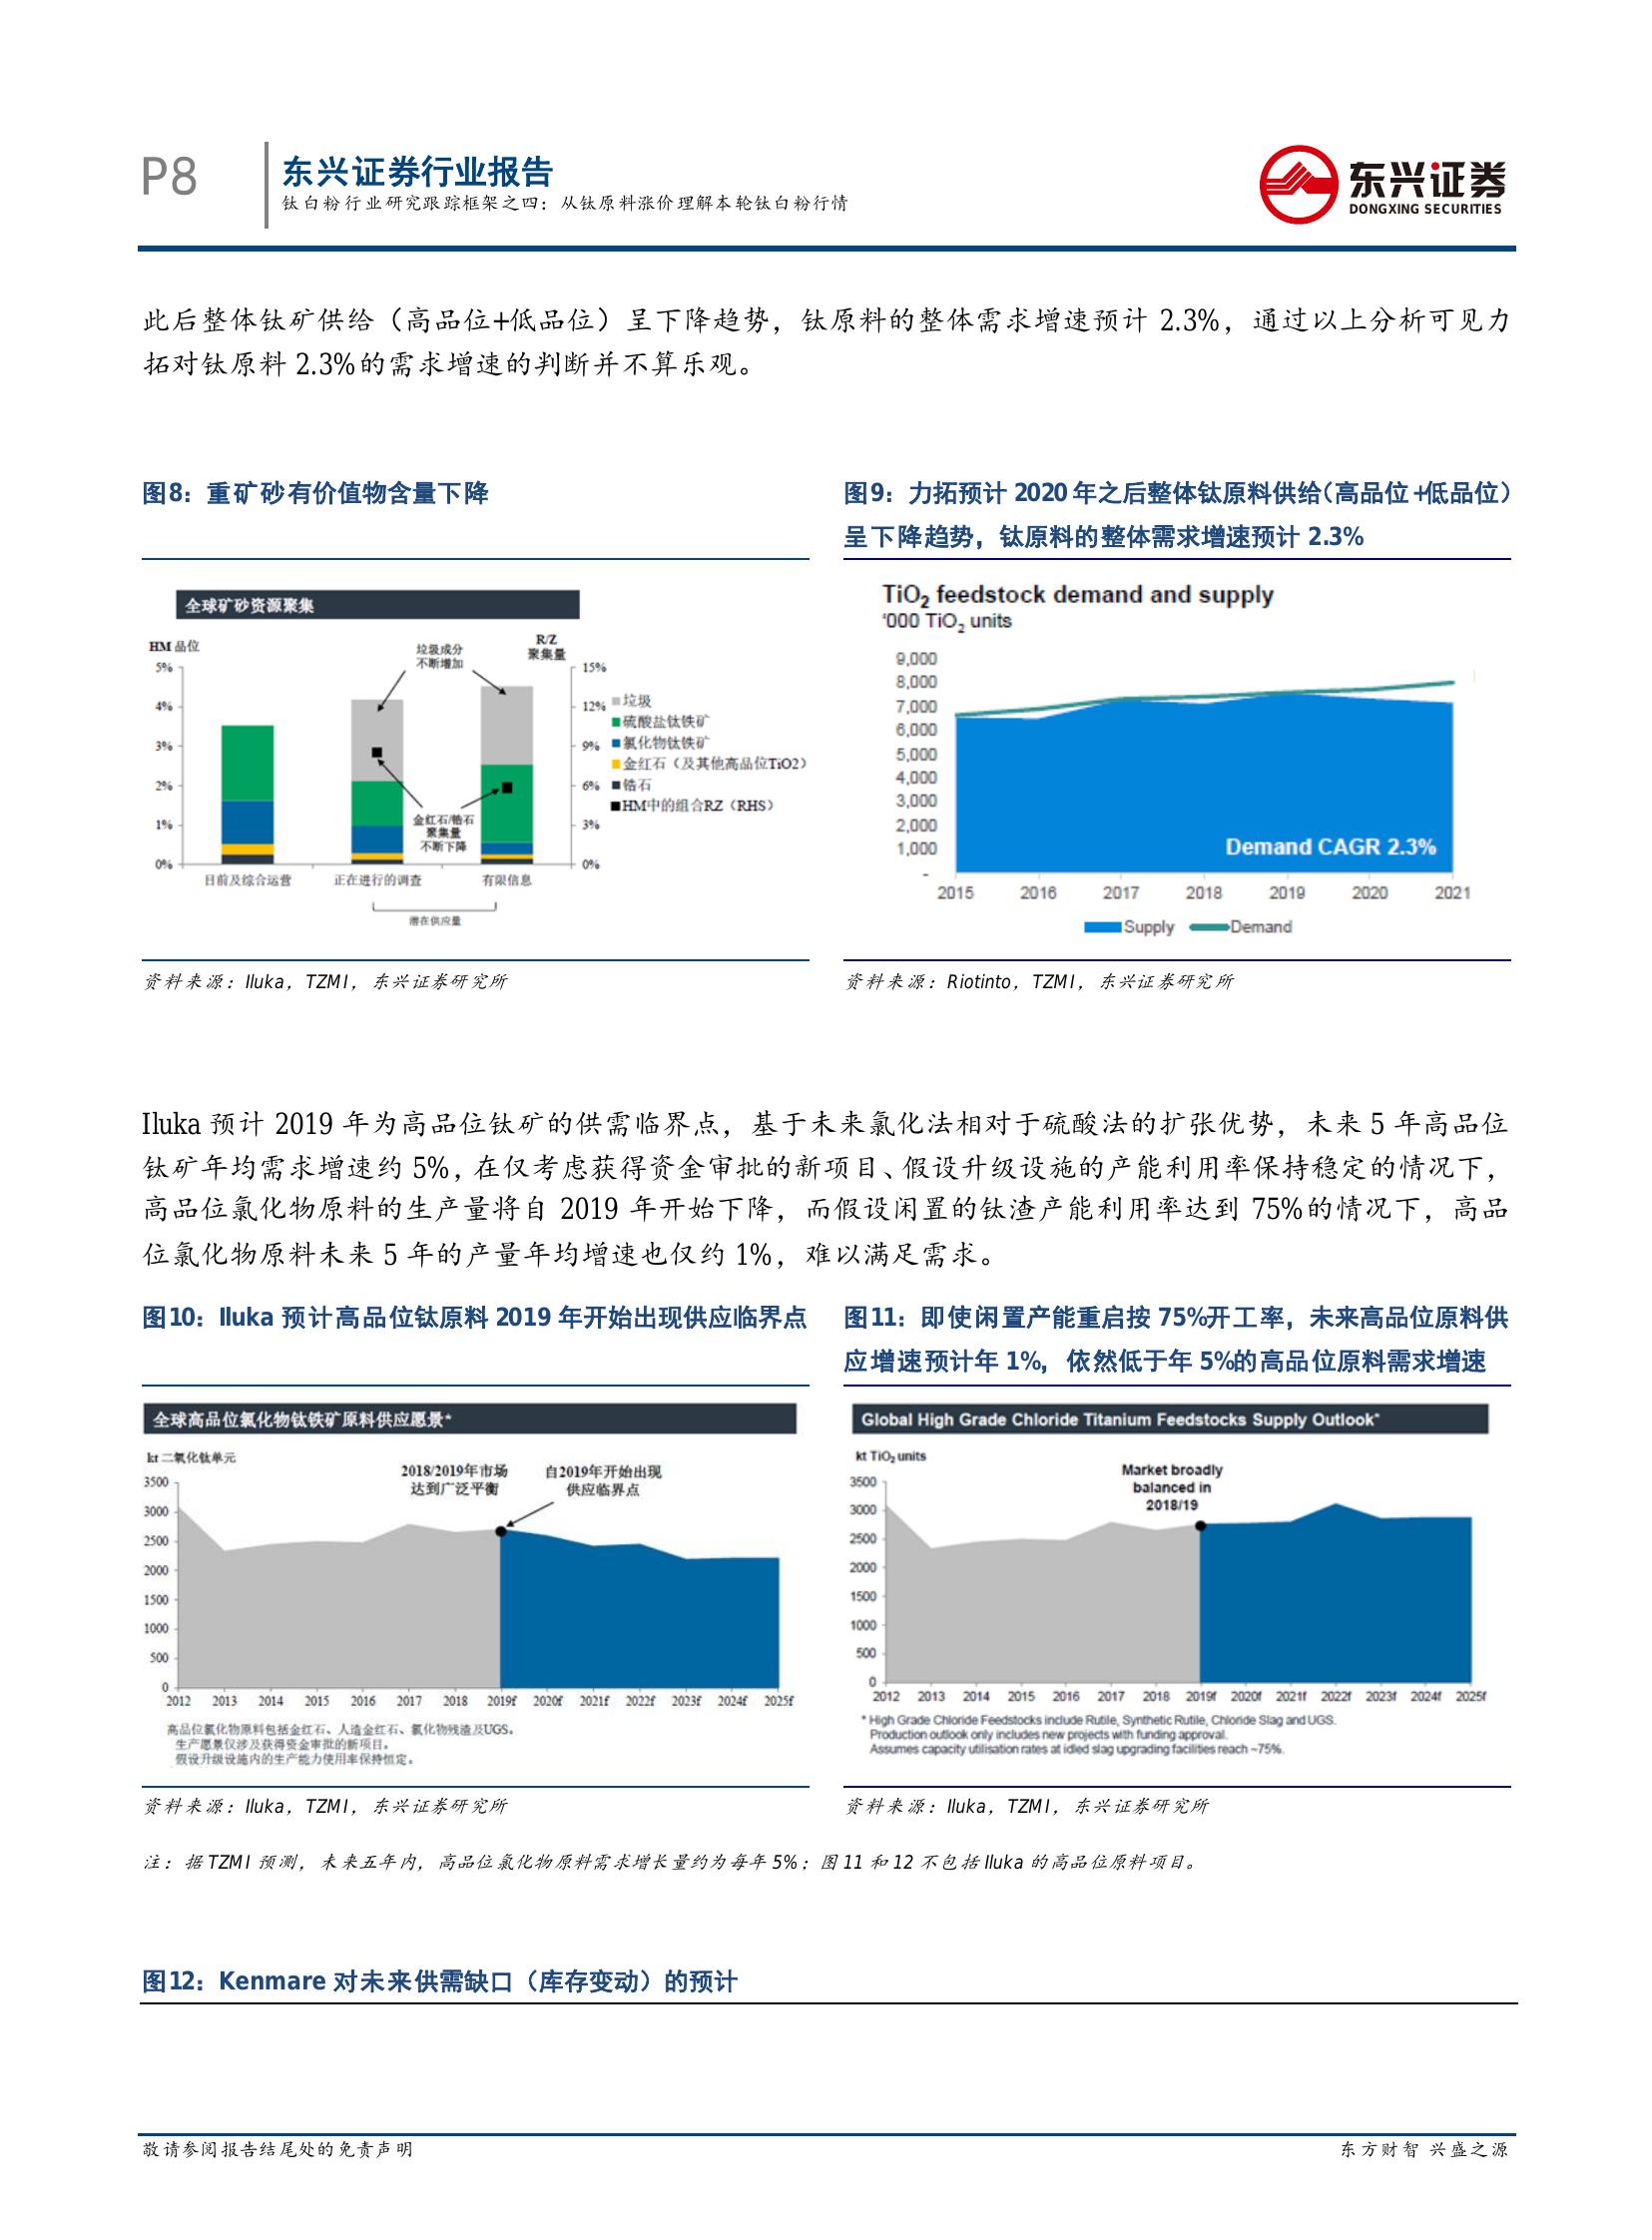 P8
东兴证券行业报告
钛白粉行业研究跟踪框架之四：从钛原料涨价理解本轮钛白粉行情
东兴证券
DONGXING SECURITIES
此后整体钛矿供给（高品位+低品位）呈下降趋势，钛原料的整体需求增速预计 2.3%，通过以上分析可见力
拓对钛原料 2.3%的需求增速的判断并不算乐观。
图8：重矿砂有价值物含量下降
全球矿砂资源聚集
HM 品位
R/Z
聚集量
垃圾成分
不断增加
5%
4%
3%
2%
1%
0%
15%
12%
9%
6%
3%
0%
垃圾
硫酸盐钛铁矿
氯化物钛铁矿
金红石（及其他高品位TiO2）
锆石
HM中的组合RZ（RHS）
金红石/锆石
聚集量
不断下降
目前及综合运营 正在进行的调查 有限信息
潜在供应量
资料来源：Iluka，TZMI，东兴证券研究所
图9：力拓预计 2020 年之后整体钛原料供给（高品位+低品位）
呈下降趋势，钛原料的整体需求增速预计 2.3%
TiO2 feedstock demand and supply
'000 TiO2 units
9,000
8,000
7,000
6,000
5,000
4,000
3,000
2,000
1,000
-
Demand CAGR 2.3%
2015 2016 2017 2018 2019 2020 2021
Supply Demand
资料来源：Riotinto，TZMI，东兴证券研究所
Iluka 预计 2019 年为高品位钛矿的供需临界点，基于未来氯化法相对于硫酸法的扩张优势，未来 5 年高品位
钛矿年均需求增速约 5%，在仅考虑获得资金审批的新项目、假设升级设施的产能利用率保持稳定的情况下，
高品位氯化物原料的生产量将自 2019 年开始下降，而假设闲置的钛渣产能利用率达到 75%的情况下，高品
位氯化物原料未来 5 年的产量年均增速也仅约 1%，难以满足需求。
图10：Iluka 预计高品位钛原料 2019 年开始出现供应临界点
全球高品位氯化物钛铁矿原料供应愿景*
kt 二氧化钛单元
2018/2019年市场
达到广泛平衡
自2019年开始出现
供应临界点
3500
3000
2500
2000
1500
1000
500
0
2012 2013 2014 2015 2016 2017 2018 2019f 2020f 2021f 2022f 2023f 2024f 2025f
高品位氯化物原料包括金红石、人造金红石、氯化物残渣及UGS。
生产愿景仅涉及获得资金审批的新项目。
假设升级设施内的生产能力使用率保持恒定。
资料来源：Iluka，TZMI，东兴证券研究所
图11：即使闲置产能重启按 75%开工率，未来高品位原料供
应增速预计年 1%，依然低于年 5%的高品位原料需求增速
Global High Grade Chloride Titanium Feedstocks Supply Outlook*
kt TiO2 units
Market broadly
balanced in
2018/19
3500
3000
2500
2000
1500
1000
500
0
2012 2013 2014 2015 2016 2017 2018 2019f 2020f 2021f 2022f 2023f 2024f 2025f
* High Grade Chloride Feedstocks include Rutile, Synthetic Rutile, Chloride Slag and UGS.
Production outlook only includes new projects with funding approval.
Assumes capacity utilisation rates at idled slag upgrading facilities reach ~75%.
资料来源：Iluka，TZMI，东兴证券研究所
注：据 TZMI 预测，未来五年内，高品位氯化物原料需求增长量约为每年 5%；图 11 和 12 不包括 Iluka 的高品位原料项目。
图12：Kenmare 对未来供需缺口（库存变动）的预计
敬请参阅报告结尾处的免责声明
东方财智 兴盛之源